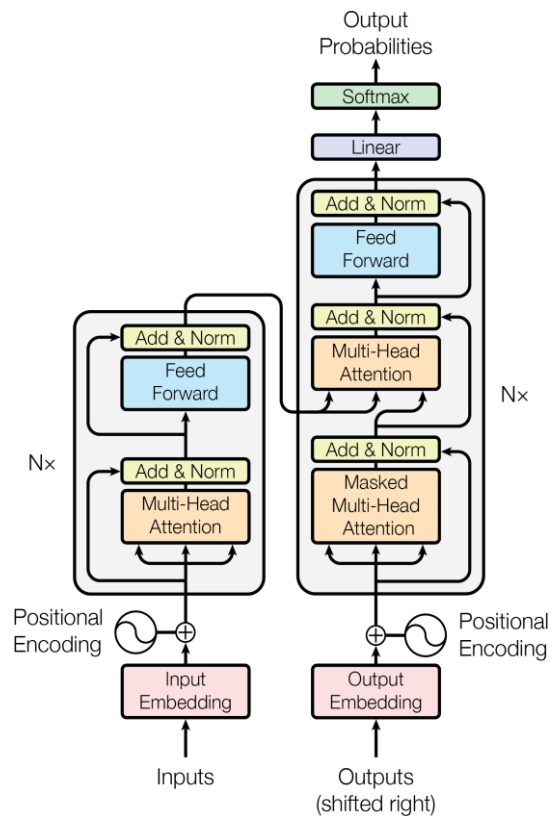 Output
Probabilities
Softmax
Linear
Add & Norm
Feed
Forward
Add & Norm
Multi-Head
Attention
Add & Norm
Masked
Multi-Head
Attention
N×
Add & Norm
Feed
Forward
Add & Norm
Multi-Head
Attention
N×
Positional
Encoding
Positional
Encoding
Input
Embedding
Output
Embedding
Inputs
Outputs
(shifted right)